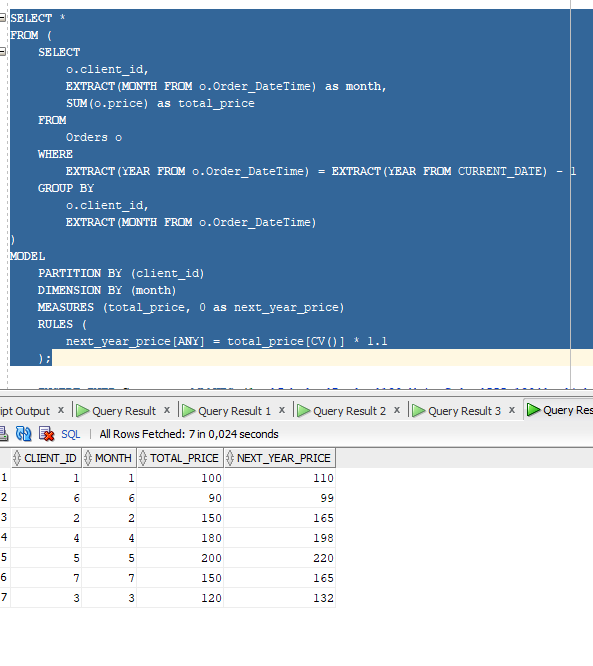 SELECT *
FROM (
SELECT
o.client_id,
EXTRACT(MONTH FROM o.Order_DateTime) as month,
SUM(o.price) as total_price
FROM
Orders o
WHERE
EXTRACT(YEAR FROM o.Order_DateTime) = EXTRACT(YEAR FROM CURRENT_DATE) - 1
GROUP BY
o.client_id,
EXTRACT(MONTH FROM o.Order_DateTime)
)
MODEL
PARTITION BY (client_id)
DIMENSION BY (month)
MEASURES (total_price, 0 as next_year_price)
RULES (
next_year_price[ANY] = total_price[CV()] * 1.1
);
ipt Output x Query Result x Query Result 1 x Query Result 2 x Query Result 3 x Query Res
SQL | All Rows Fetched: 7 in 0,024 seconds
CLIENT_ID MONTH TOTAL_PRICE NEXT_YEAR_PRICE
1 1 1 100 110
2 6 6 90 99
3 2 2 150 165
4 4 4 180 198
5 5 5 200 220
6 7 7 150 165
7 3 3 120 132